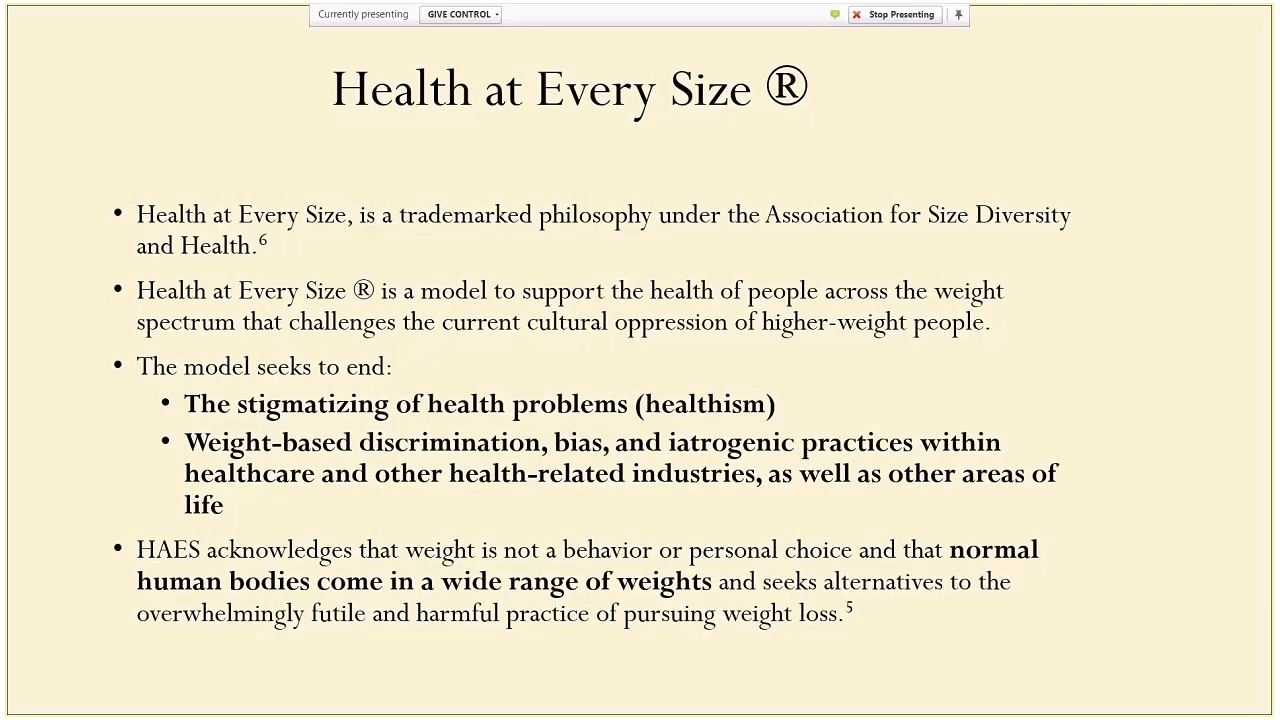 Currently presenting GIVE CONTROL Stop Presenting
Health at Every Size ®
• Health at Every Size, is a trademarked philosophy under the Association for Size Diversity
and Health.⁶
• Health at Every Size ® is a model to support the health of people across the weight
spectrum that challenges the current cultural oppression of higher-weight people.
• The model seeks to end:
• The stigmatizing of health problems (healthism)
• Weight-based discrimination, bias, and iatrogenic practices within
healthcare and other health-related industries, as well as other areas of
life
• HAES acknowledges that weight is not a behavior or personal choice and that normal
human bodies come in a wide range of weights and seeks alternatives to the
overwhelmingly futile and harmful practice of pursuing weight loss.⁵